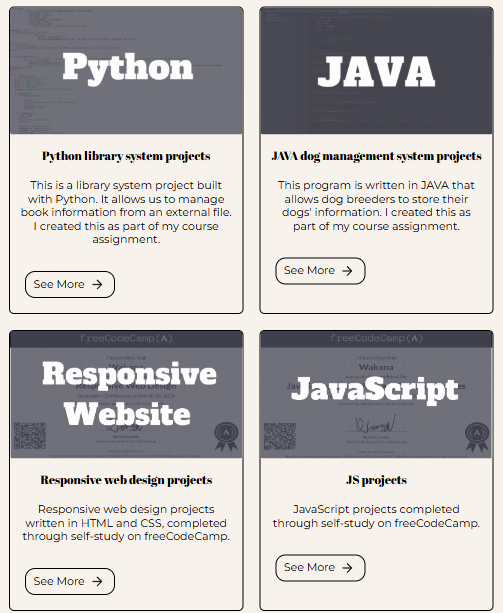 Python
Python library system projects
This is a library system project built
with Python. It allows us to manage
book information from an external file.
I created this as part of my course
assignment.
See More
JAVA
JAVA dog management system projects
This program is written in JAVA that
allows dog breeders to store their
dogs' information. I created this as
part of my course assignment.
See More
freeCodeCamp(🔥)
Wakana
Responsive Web Design
Responsive
Website
Responsive web design projects
Responsive web design projects
written in HTML and CSS, completed
through self-study on freeCodeCamp.
See More
freeCodeCamp(🔥)
Wakana
JavaScript
JS projects
JavaScript projects completed
through self-study on freeCodeCamp.
See More